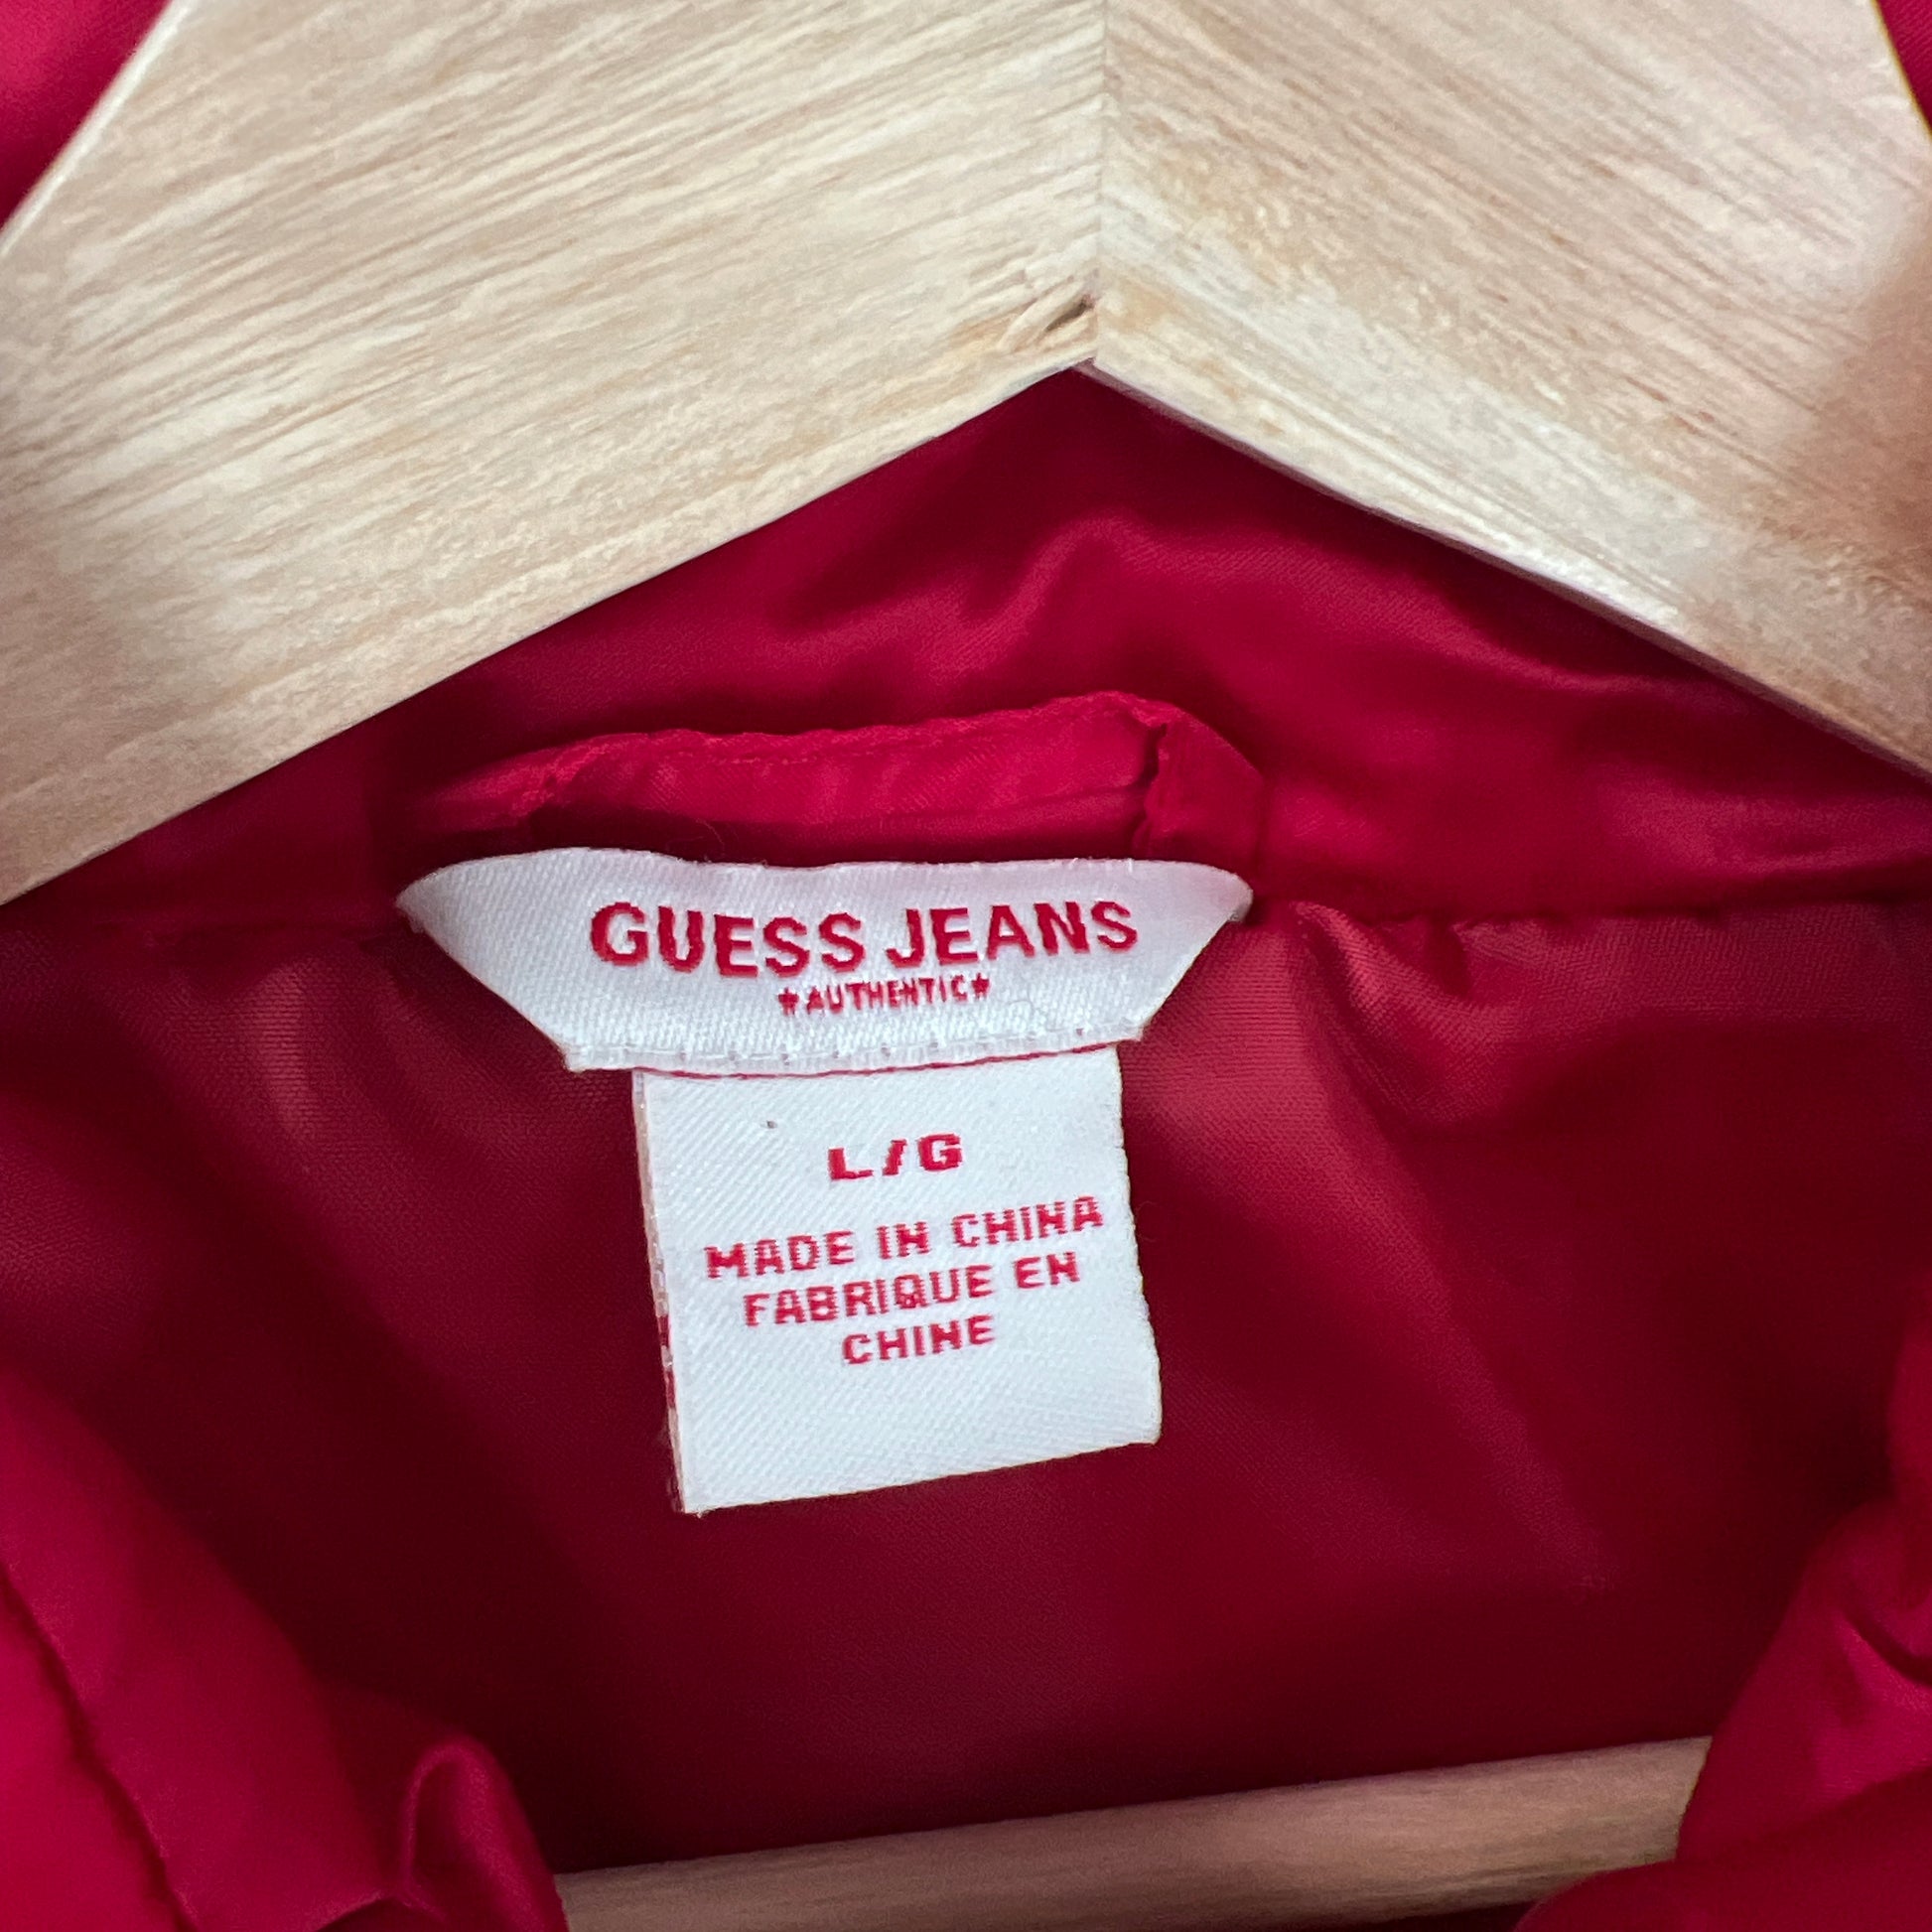 GUESS JEANS
★AUTHENTIC★
L/G
MADE IN CHINA
FABRIQUE EN
CHINE